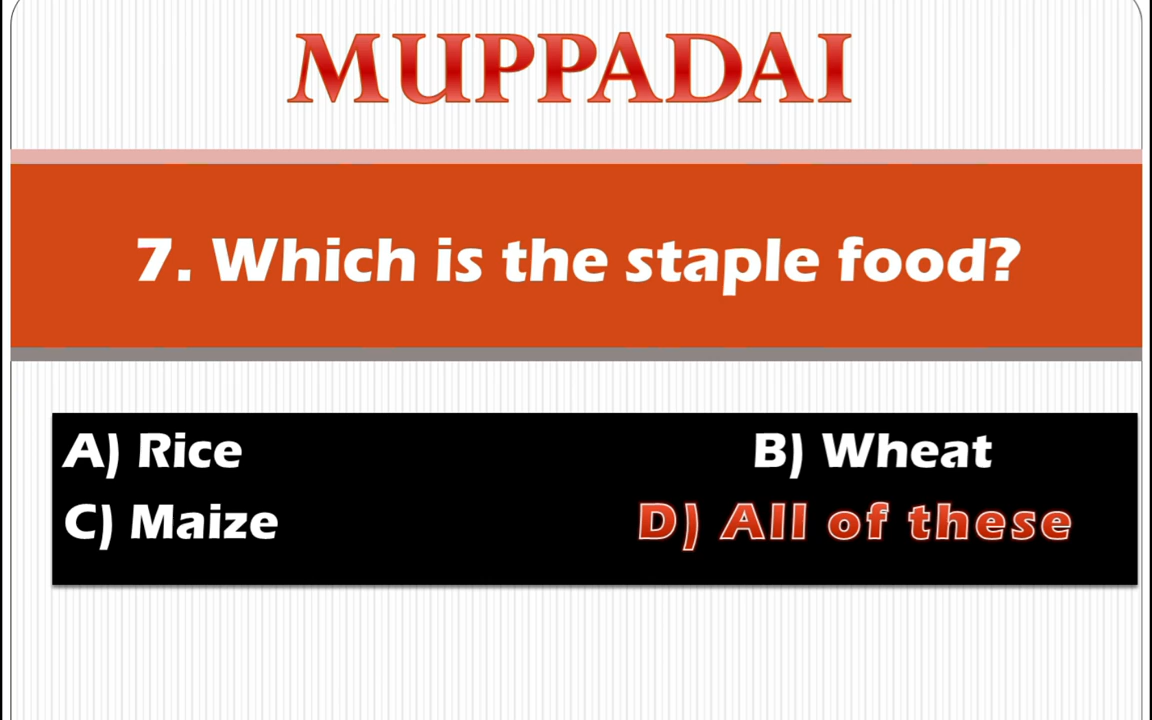 MUPPADAI
7. Which is the staple food?
A) Rice B) Wheat
C) Maize D) All of these